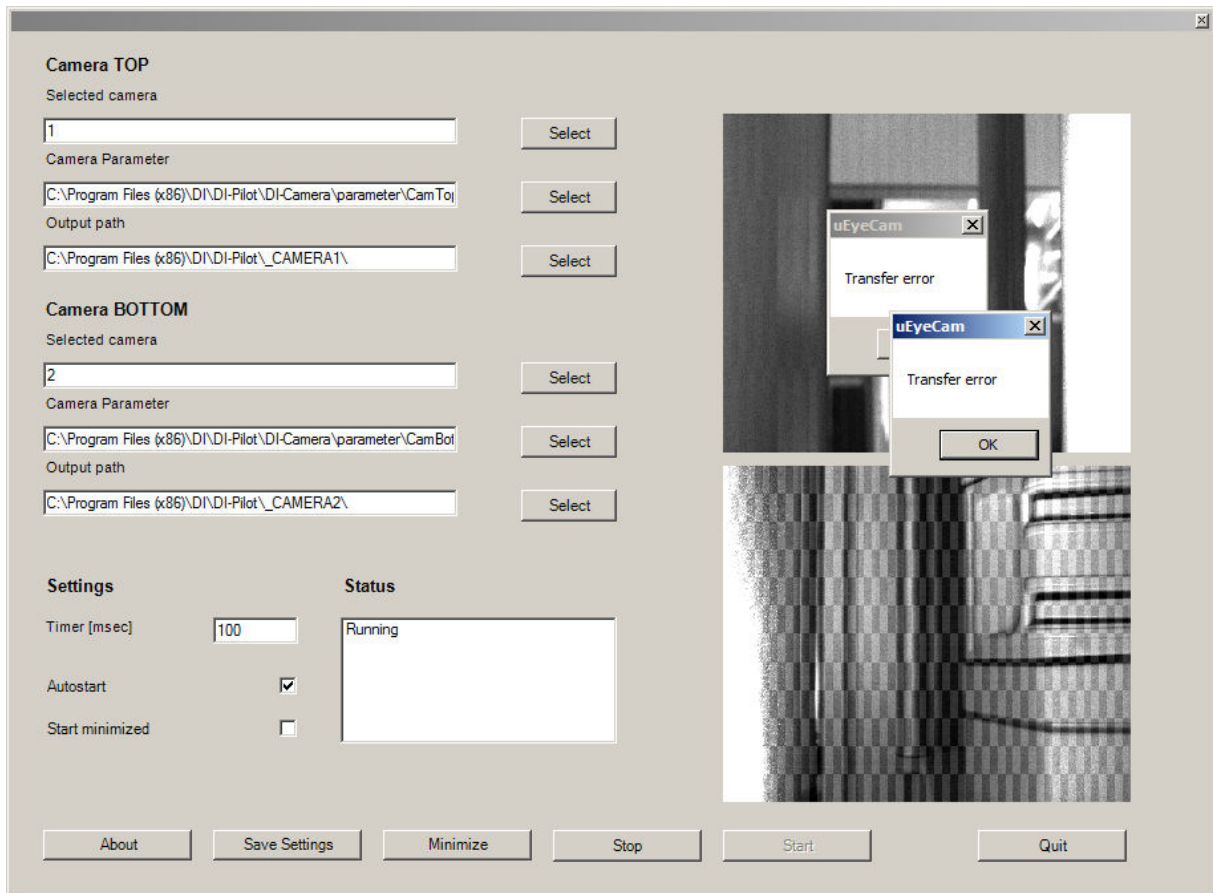 Camera TOP
Selected camera
1
Select
Camera Parameter
C:\Program Files (x86)\DI\DI-Pilot\DI-Camera\parameter\CamTop
Select
Output path
C:\Program Files (x86)\DI\DI-Pilot\_CAMERA1\
Select
Camera BOTTOM
Selected camera
2
Select
Camera Parameter
C:\Program Files (x86)\DI\DI-Pilot\DI-Camera\parameter\CamBot
Select
Output path
C:\Program Files (x86)\DI\DI-Pilot\_CAMERA2\
Select
uEyeCam
Transfer error
uEyeCam
Transfer error
OK
Settings
Timer [msec]
100
Autostart
Start minimized
Status
Running
About
Save Settings
Minimize
Stop
Start
Quit